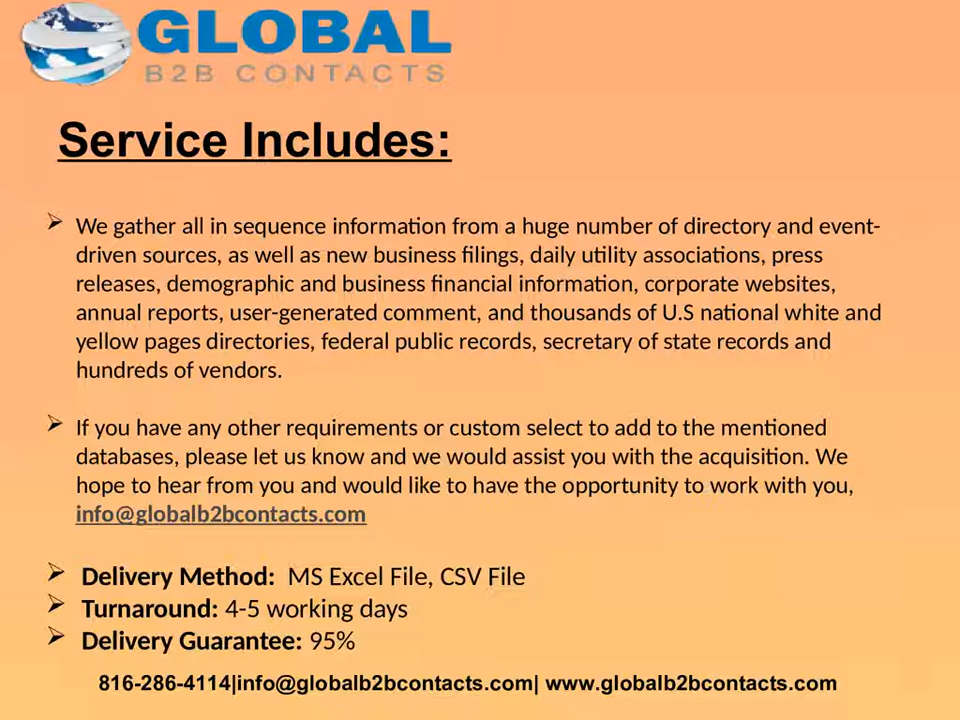 GLOBAL
B2B CONTACTS
Service Includes:
➢ We gather all in sequence information from a huge number of directory and event-
driven sources, as well as new business filings, daily utility associations, press
releases, demographic and business financial information, corporate websites,
annual reports, user-generated comment, and thousands of U.S national white and
yellow pages directories, federal public records, secretary of state records and
hundreds of vendors.
➢ If you have any other requirements or custom select to add to the mentioned
databases, please let us know and we would assist you with the acquisition. We
hope to hear from you and would like to have the opportunity to work with you,
info@globalb2bcontacts.com
➢ Delivery Method: MS Excel File, CSV File
➢ Turnaround: 4-5 working days
➢ Delivery Guarantee: 95%
816-286-4114|info@globalb2bcontacts.com| www.globalb2bcontacts.com